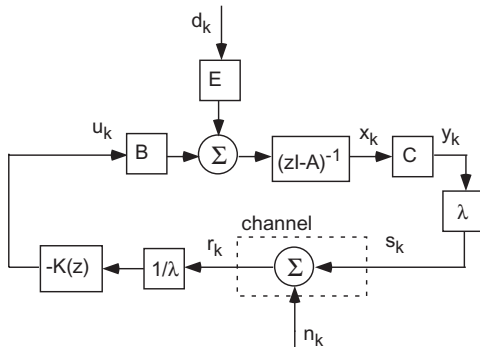 d_k
E
u_k
B
Σ
(zI-A)^-1
x_k
C
y_k
λ
channel
r_k
s_k
-K(z)
1/λ
Σ
n_k